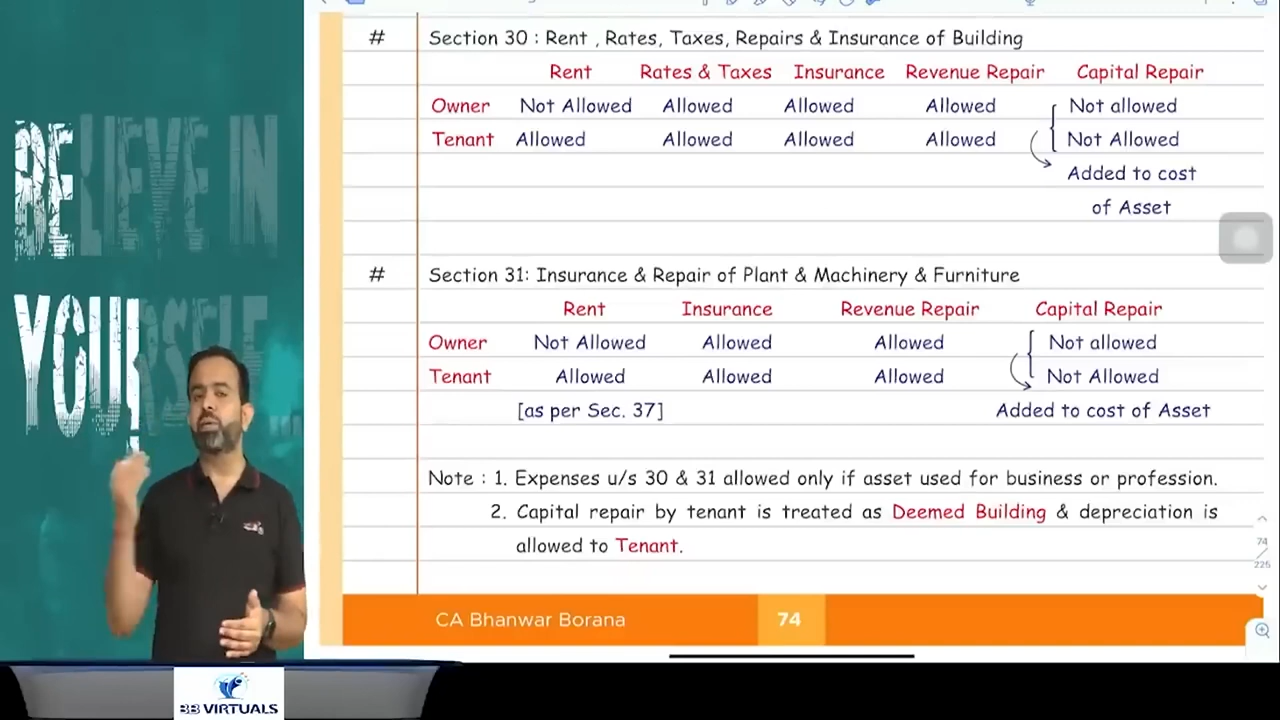 BELIEVE IN
YOURSELF
# Section 30 : Rent , Rates, Taxes, Repairs & Insurance of Building
Rent Rates & Taxes Insurance Revenue Repair Capital Repair
Owner Not Allowed Allowed Allowed Allowed Not allowed
Tenant Allowed Allowed Allowed Allowed Not Allowed
Added to cost
of Asset
# Section 31: Insurance & Repair of Plant & Machinery & Furniture
Rent Insurance Revenue Repair Capital Repair
Owner Not Allowed Allowed Allowed Not allowed
Tenant Allowed Allowed Allowed Not Allowed
[as per Sec. 37] Added to cost of Asset
Note : 1. Expenses u/s 30 & 31 allowed only if asset used for business or profession.
2. Capital repair by tenant is treated as Deemed Building & depreciation is
allowed to Tenant.
74
/
225
CA Bhanwar Borana 74
BB VIRTUALS